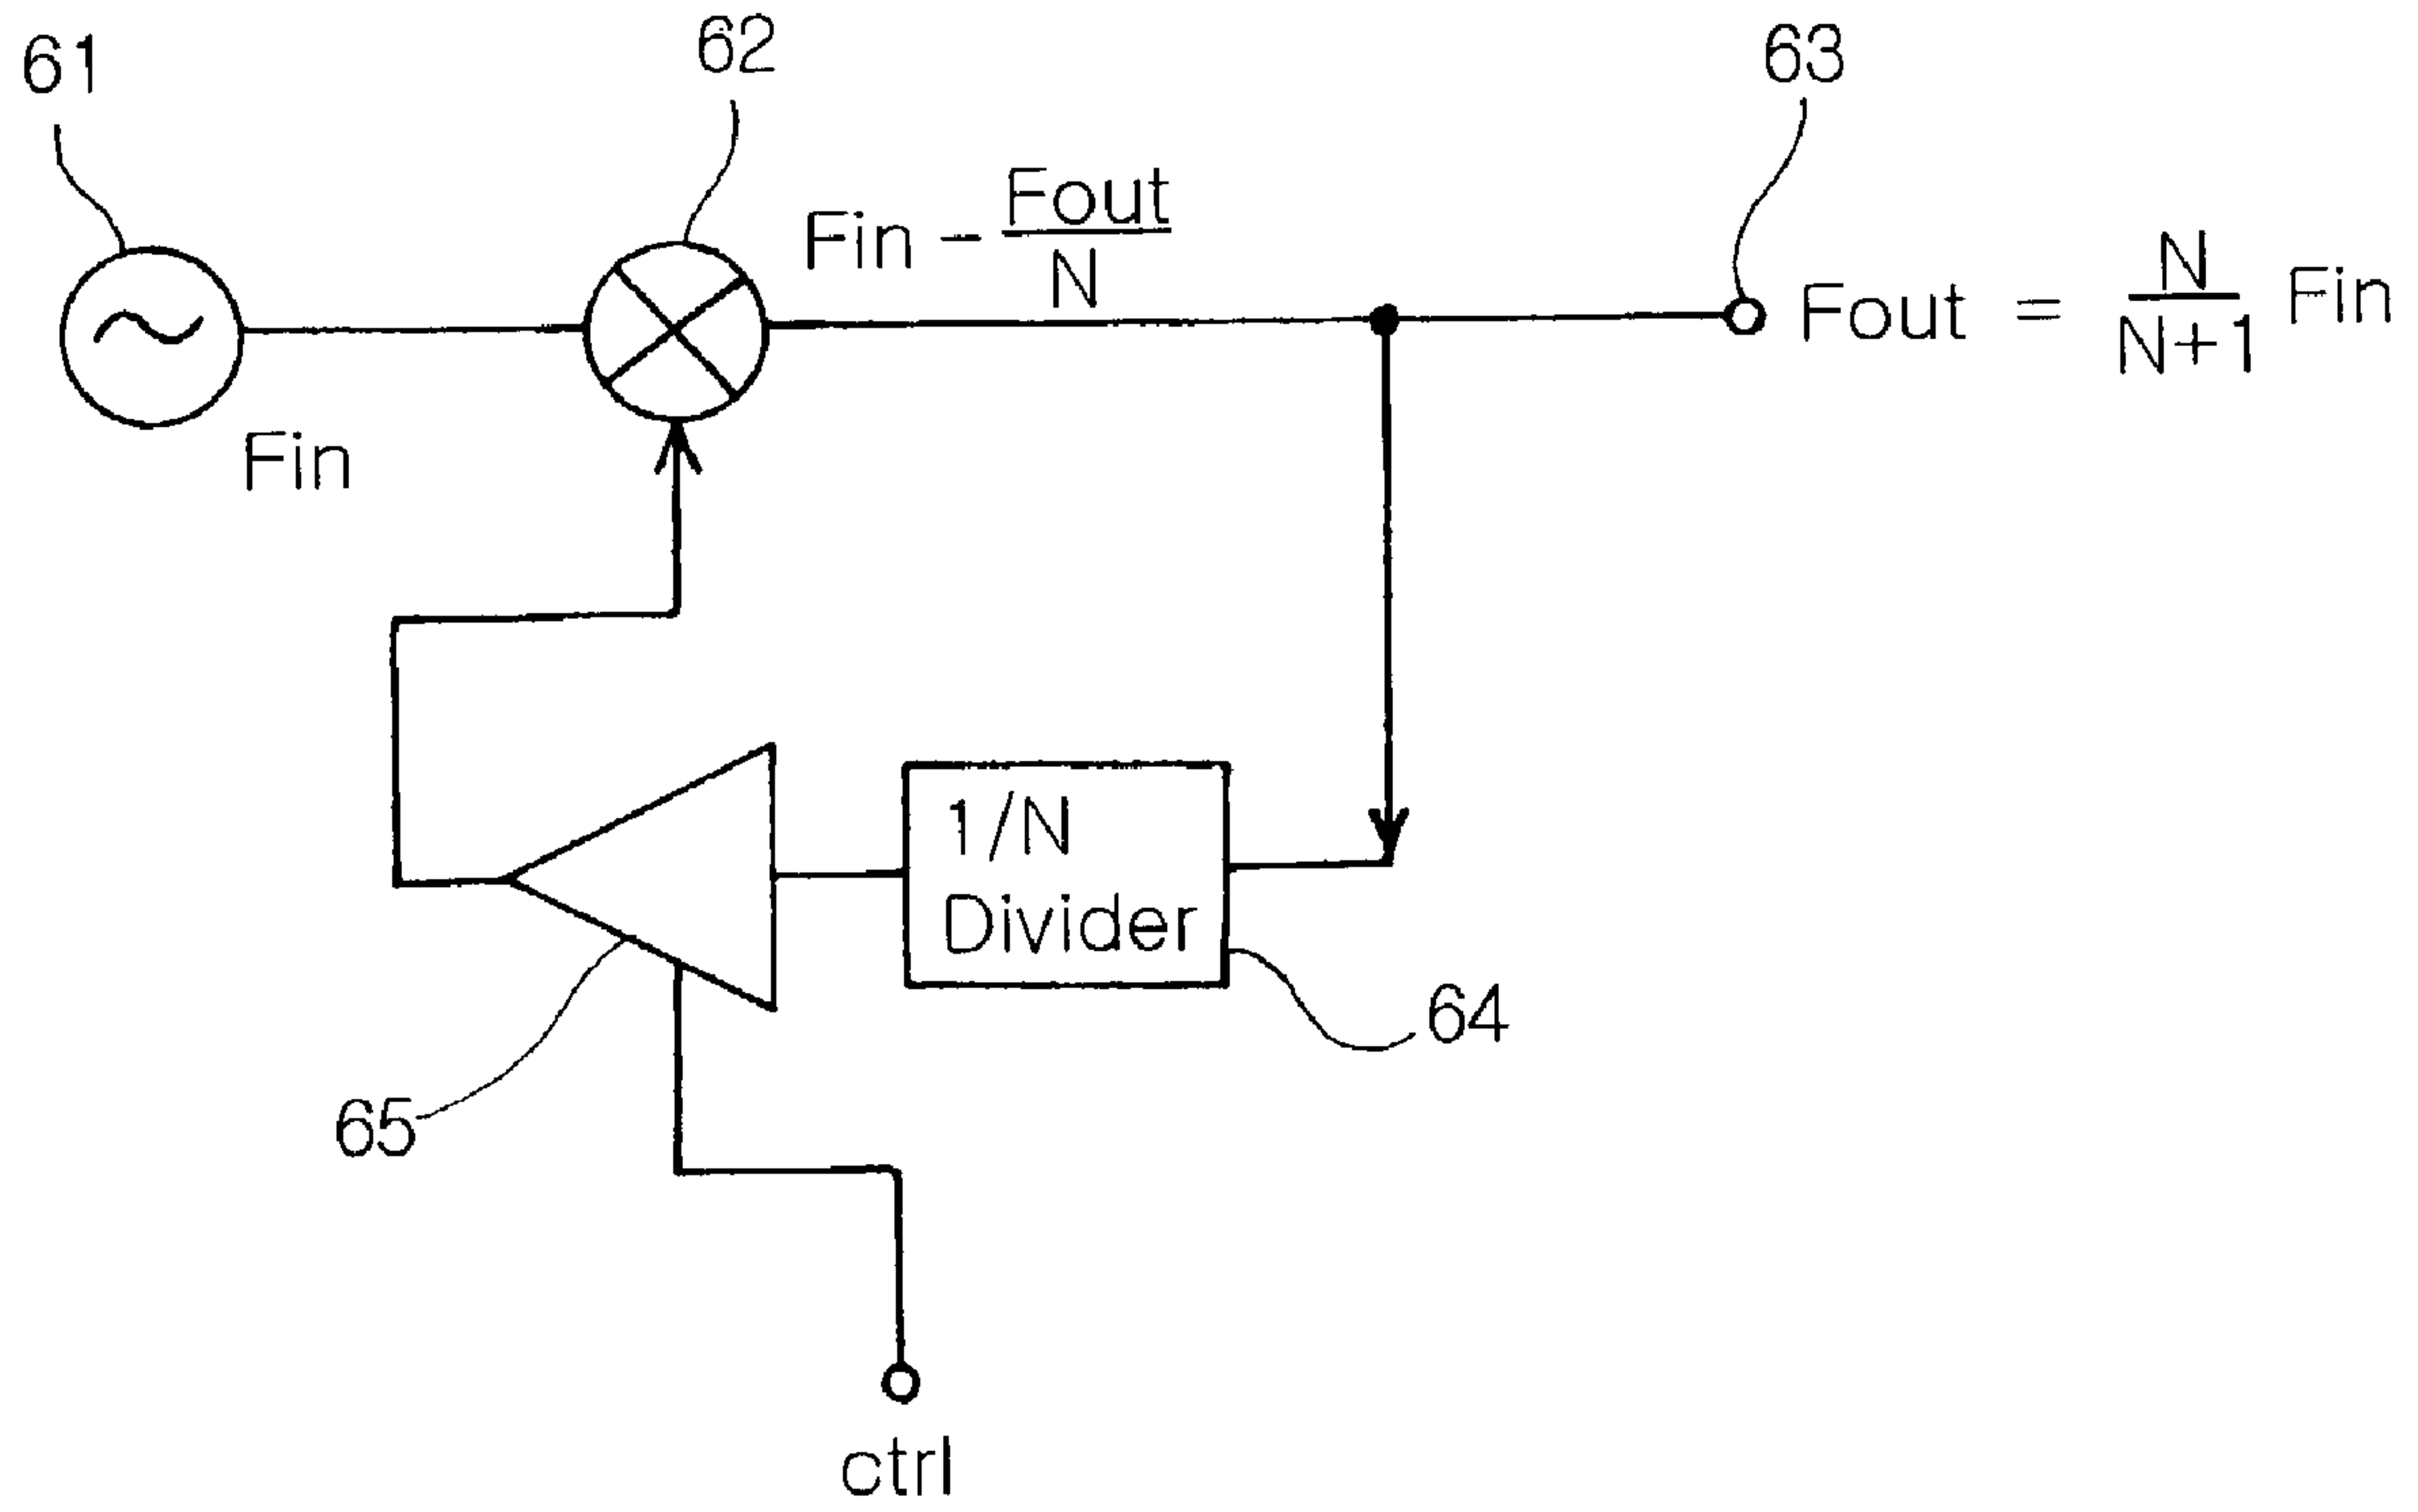 61
62
63
Fin - Fout/N
Fout = N/N+1 Fin
Fin
1/N
Divider
64
65
ctrl